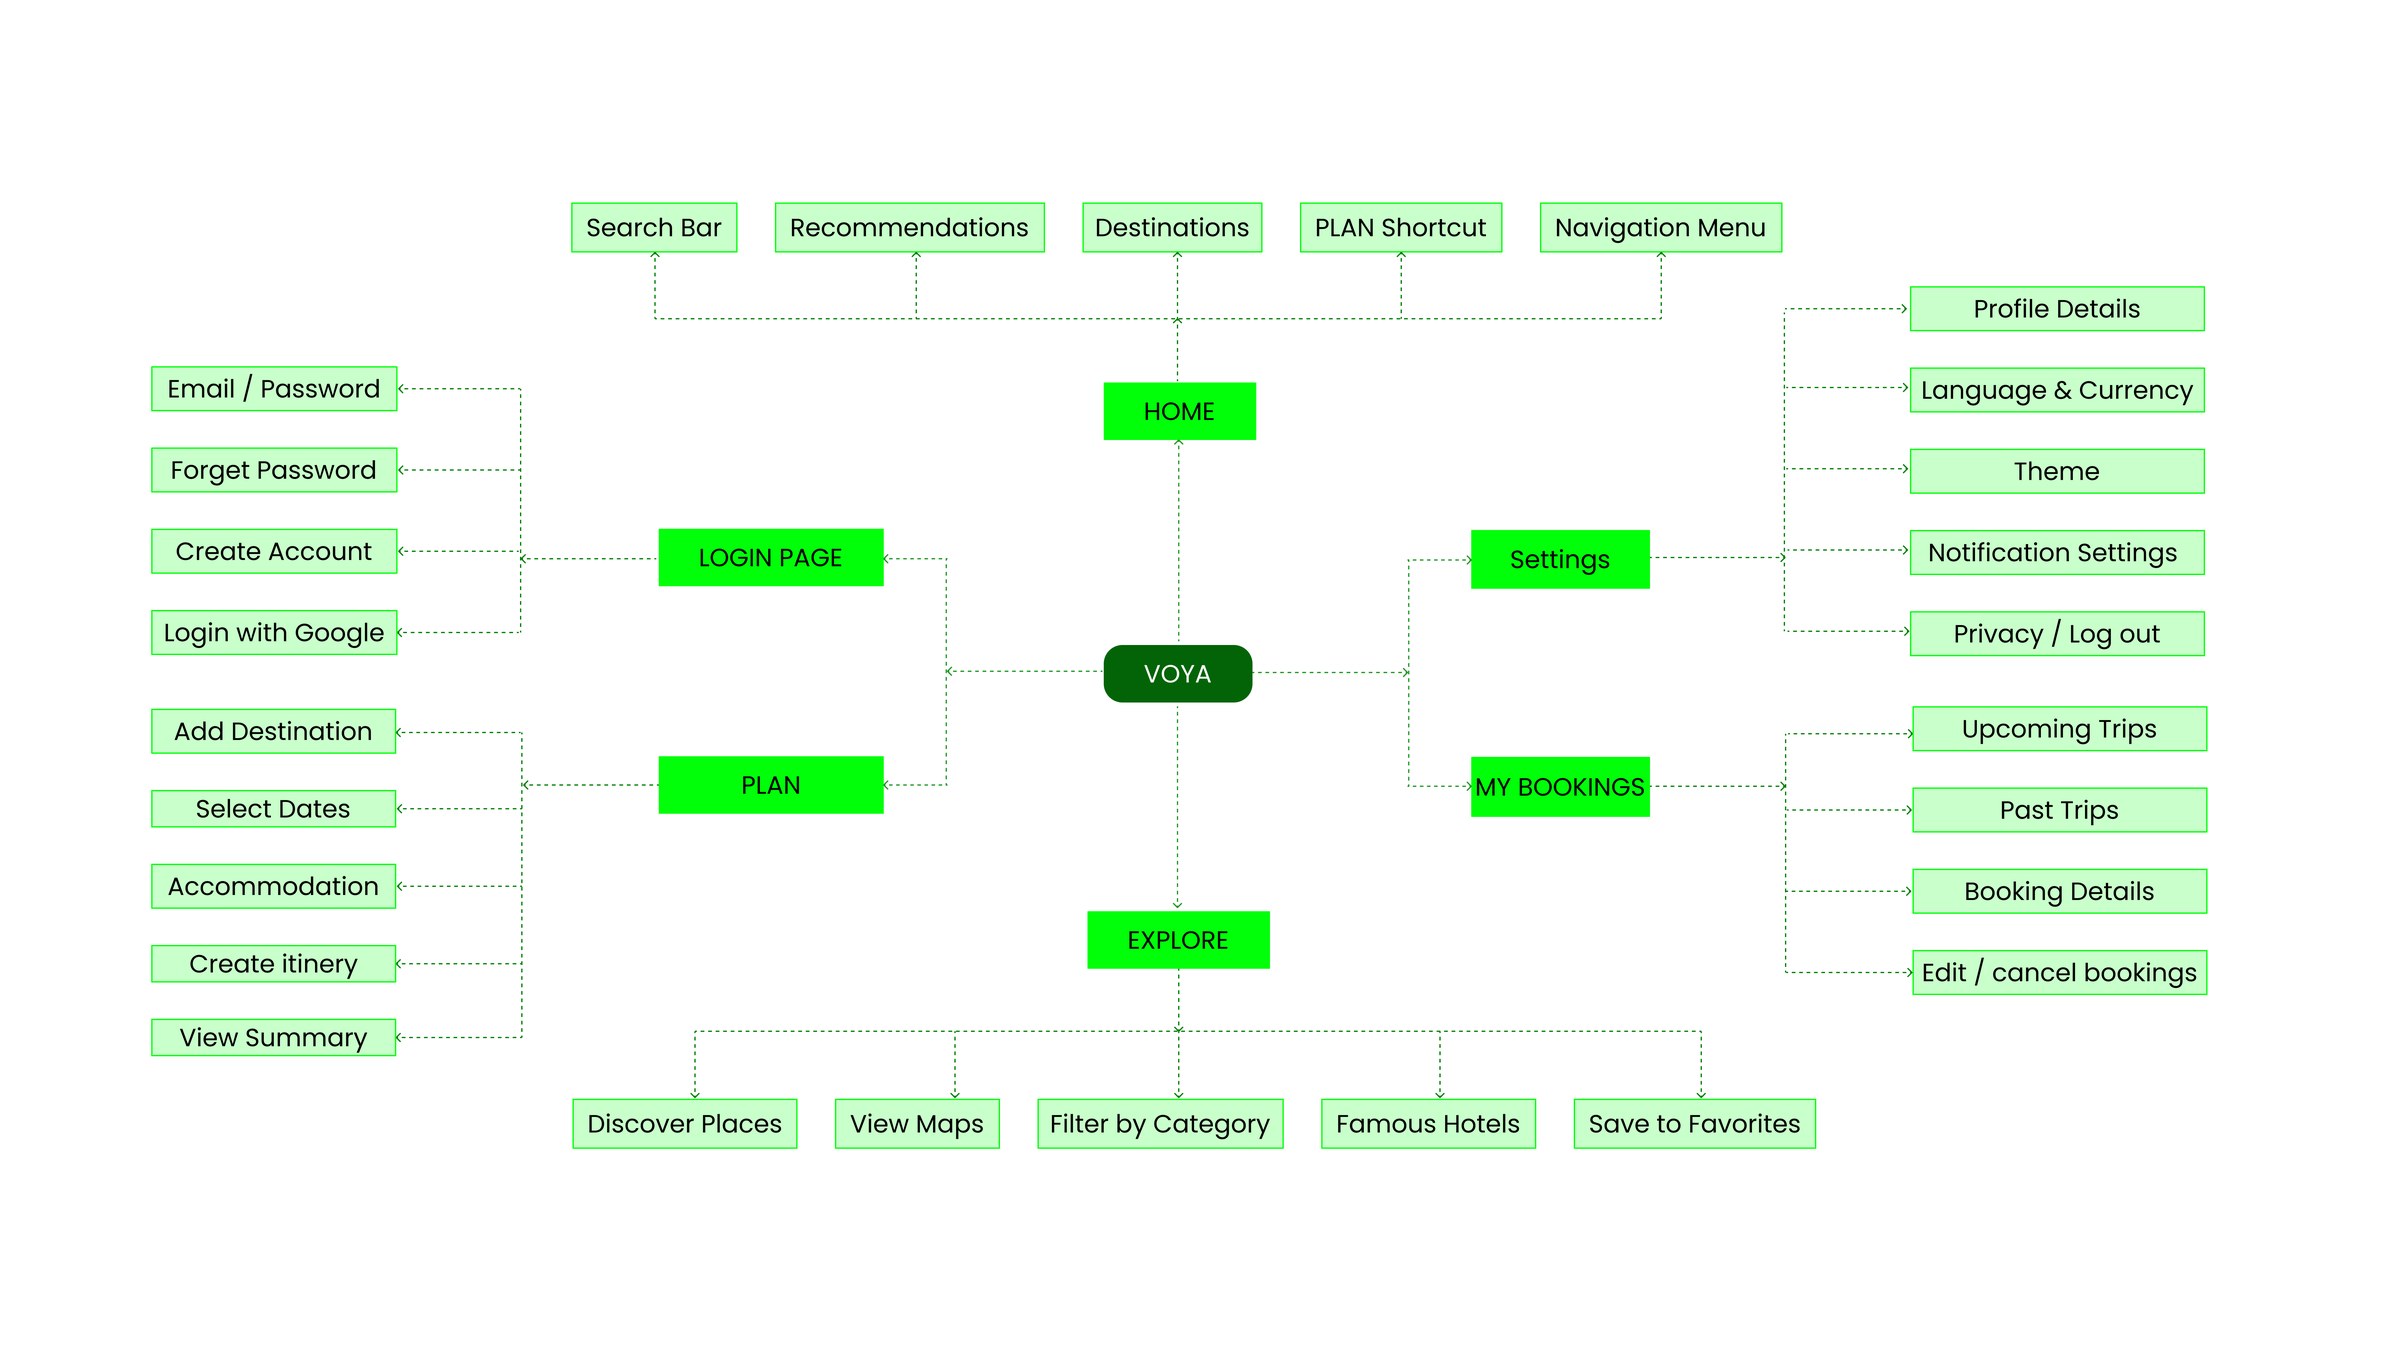 Search Bar
Recommendations
Destinations
PLAN Shortcut
Navigation Menu
HOME
Email / Password
Forget Password
Create Account
Login with Google
LOGIN PAGE
Add Destination
Select Dates
Accommodation
Create itinery
View Summary
PLAN
VOYA
Settings
Profile Details
Language & Currency
Theme
Notification Settings
Privacy / Log out
MY BOOKINGS
Upcoming Trips
Past Trips
Booking Details
Edit / cancel bookings
EXPLORE
Discover Places
View Maps
Filter by Category
Famous Hotels
Save to Favorites